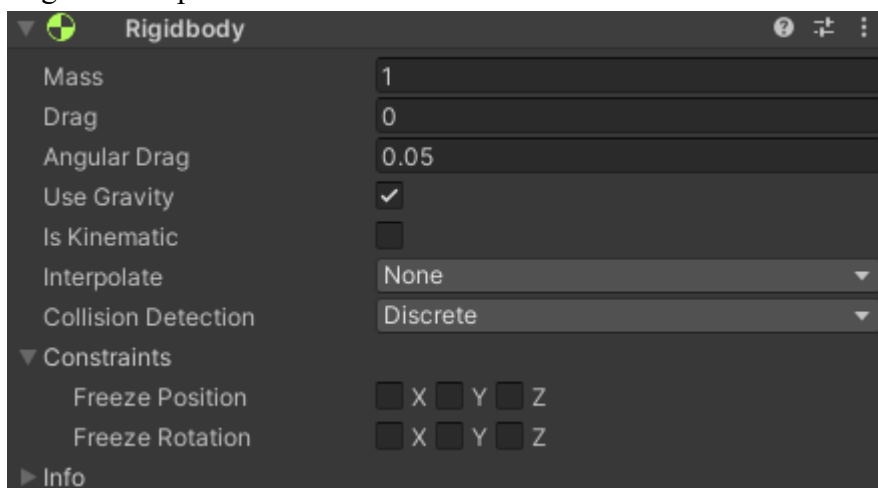 Rigidbody
Mass 1
Drag 0
Angular Drag 0.05
Use Gravity
Is Kinematic
Interpolate None
Collision Detection Discrete
Constraints
Freeze Position X Y Z
Freeze Rotation X Y Z
Info